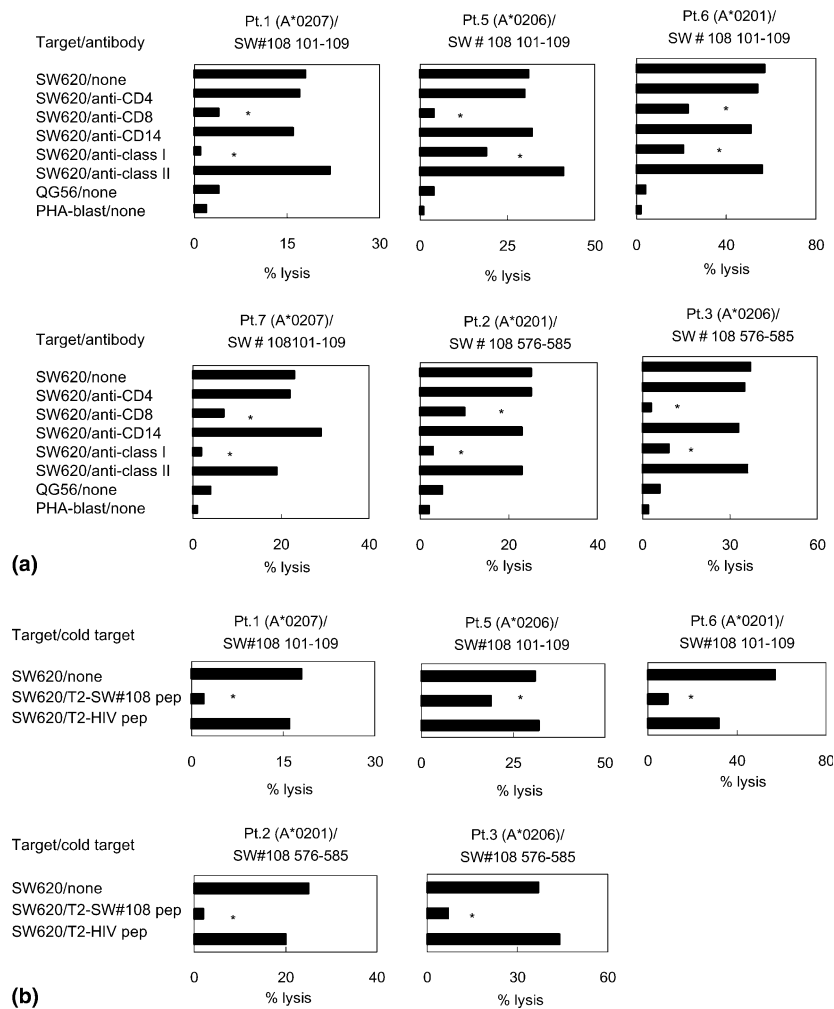 Pt.1 (A*0207)/ Pt.5 (A*0206)/ Pt.6 (A*0201)/
Target/antibody SW#108 101-109 SW # 108 101-109 SW # 108 101-109
SW620/none
SW620/anti-CD4
SW620/anti-CD8 * * *
SW620/anti-CD14
SW620/anti-class I * * *
SW620/anti-class II
QG56/none
PHA-blast/none
0 15 30 0 25 50 0 40 80
% lysis % lysis % lysis
Pt.7 (A*0207)/ Pt.2 (A*0201)/ Pt.3 (A*0206)/
Target/antibody SW # 108101-109 SW # 108 576-585 SW # 108 576-585
SW620/none
SW620/anti-CD4
SW620/anti-CD8 * * *
SW620/anti-CD14
SW620/anti-class I * * *
SW620/anti-class II
QG56/none
PHA-blast/none
0 20 40 0 20 40 0 30 60
(a) % lysis % lysis % lysis
Pt.1 (A*0207)/ Pt.5 (A*0206)/ Pt.6 (A*0201)/
Target/cold target SW#108 101-109 SW#108 101-109 SW#108 101-109
SW620/none
SW620/T2-SW#108 pep * * *
SW620/T2-HIV pep
0 15 30 0 25 50 0 40 80
% lysis % lysis % lysis
Pt.2 (A*0201)/ Pt.3 (A*0206)/
Target/cold target SW#108 576-585 SW#108 576-585
SW620/none
SW620/T2-SW#108 pep * *
SW620/T2-HIV pep
0 20 40 0 30 60
(b) % lysis % lysis